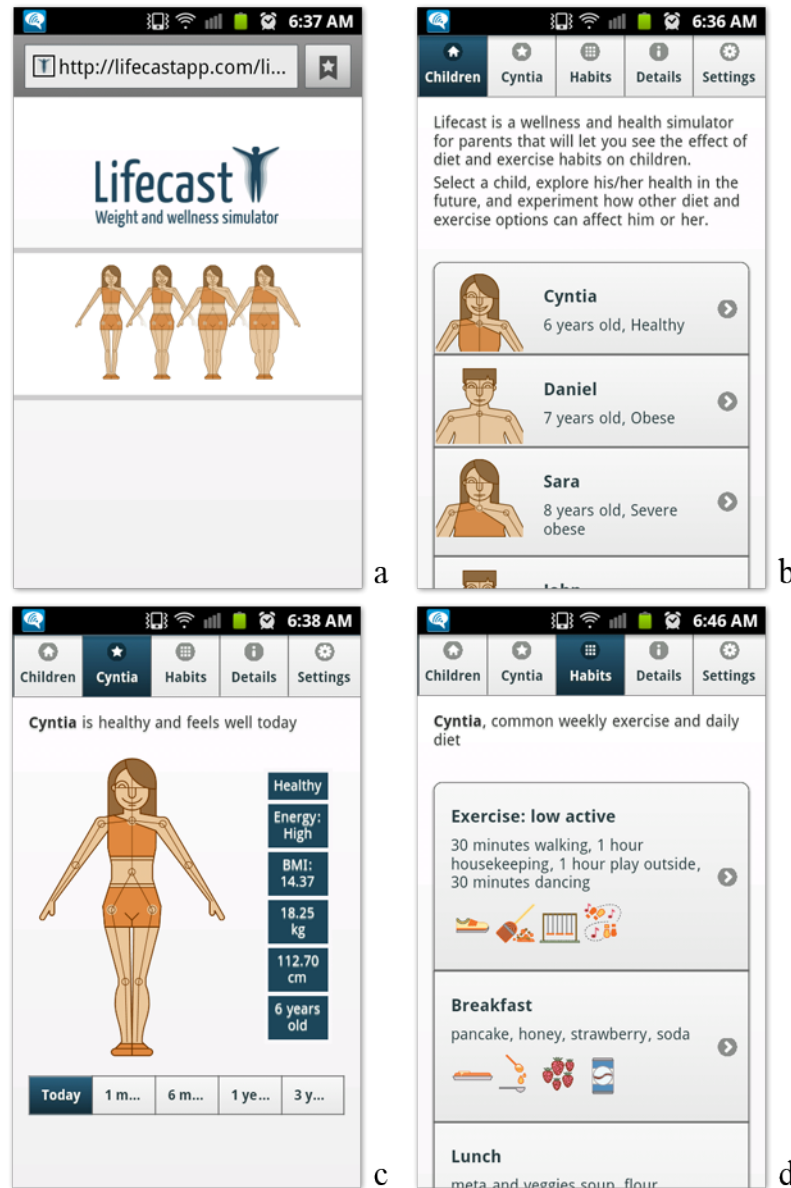 6:37 AM
http://lifecastapp.com/li...
Lifecast
Weight and wellness simulator
a
6:36 AM
Children Cyntia Habits Details Settings
Lifecast is a wellness and health simulator
for parents that will let you see the effect of
diet and exercise habits on children.
Select a child, explore his/her health in the
future, and experiment how other diet and
exercise options can affect him or her.
Cyntia
6 years old, Healthy
Daniel
7 years old, Obese
Sara
8 years old, Severe
obese
John
b
6:38 AM
Children Cyntia Habits Details Settings
Cyntia is healthy and feels well today
Healthy
Energy:
High
BMI:
14.37
18.25
kg
112.70
cm
6 years
old
Today 1 m... 6 m... 1 ye... 3 y...
c
6:46 AM
Children Cyntia Habits Details Settings
Cyntia, common weekly exercise and daily
diet
Exercise: low active
30 minutes walking, 1 hour
housekeeping, 1 hour play outside,
30 minutes dancing
Breakfast
pancake, honey, strawberry, soda
Lunch
meta and veggies soup, flour
d